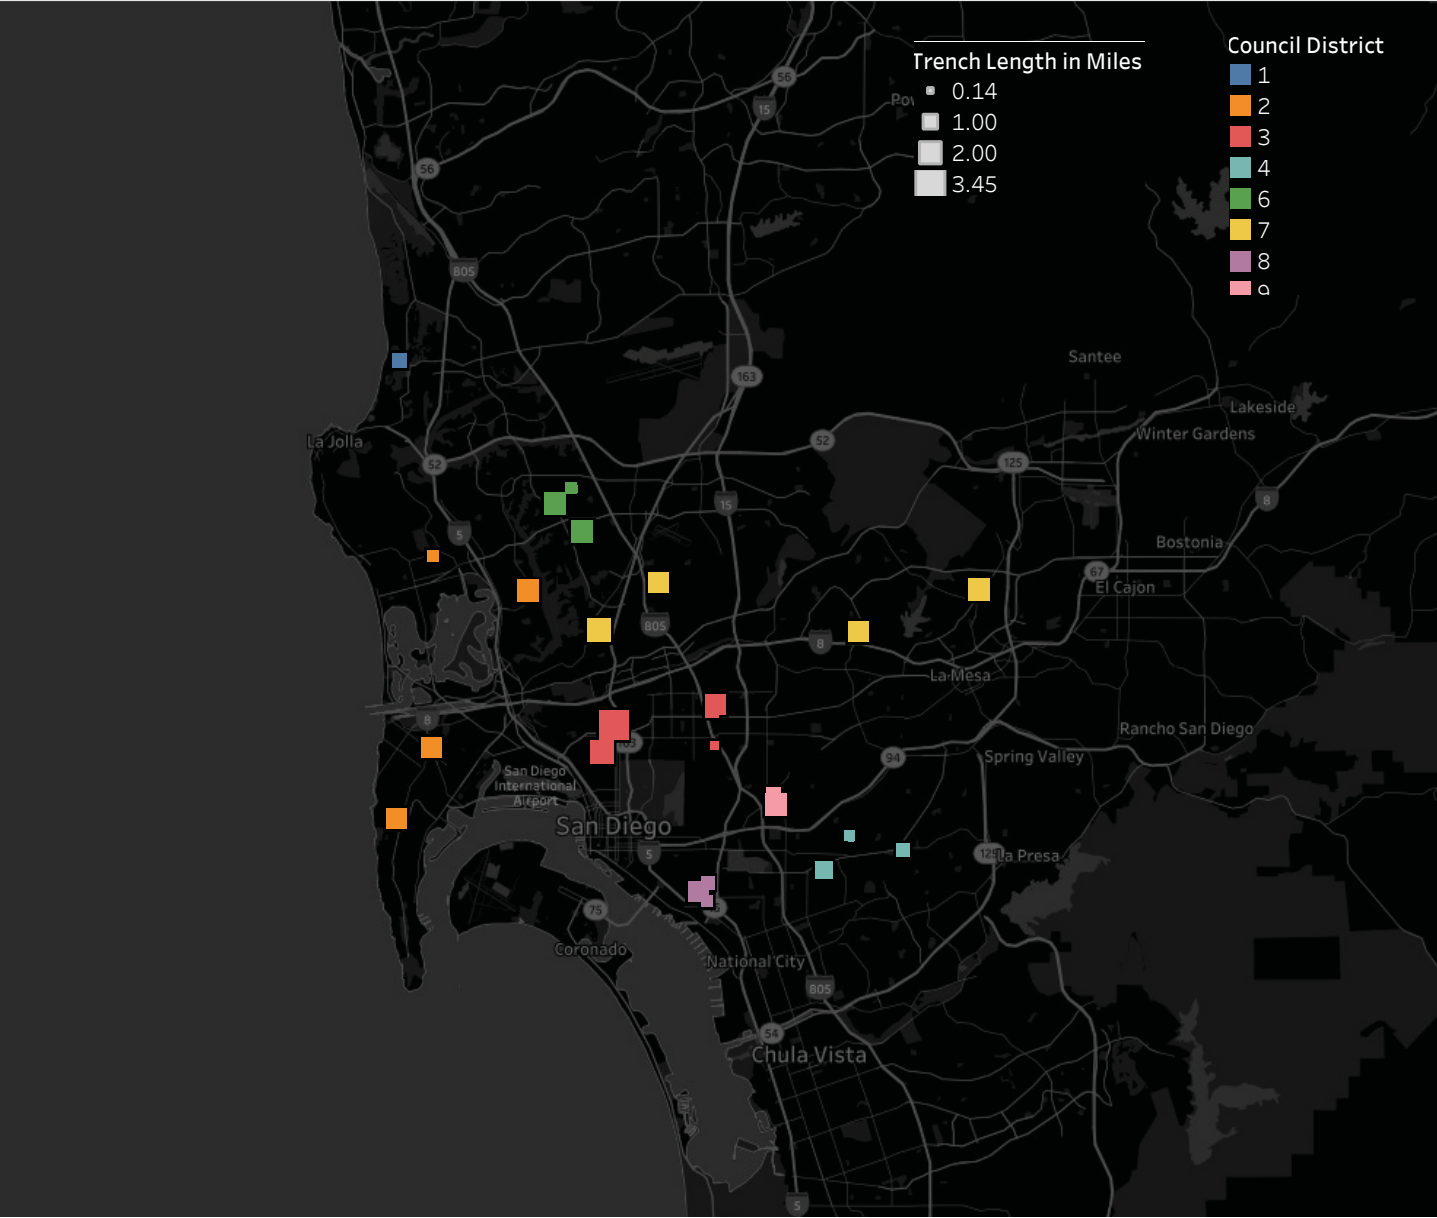 Trench Length in Miles
0.14
1.00
2.00
3.45
Council District
1
2
3
4
6
7
8
9
56
15
56
805
163
Santee
Lakeside
La Jolla
Winter Gardens
52
52
125
15
8
5
Bostonia
67
El Cajon
805
8
La Mesa
8
Rancho San Diego
94
Spring Valley
San Diego
International
Airport
San Diego
5
125
La Presa
75
Coronado
National City
805
54
Chula Vista
5